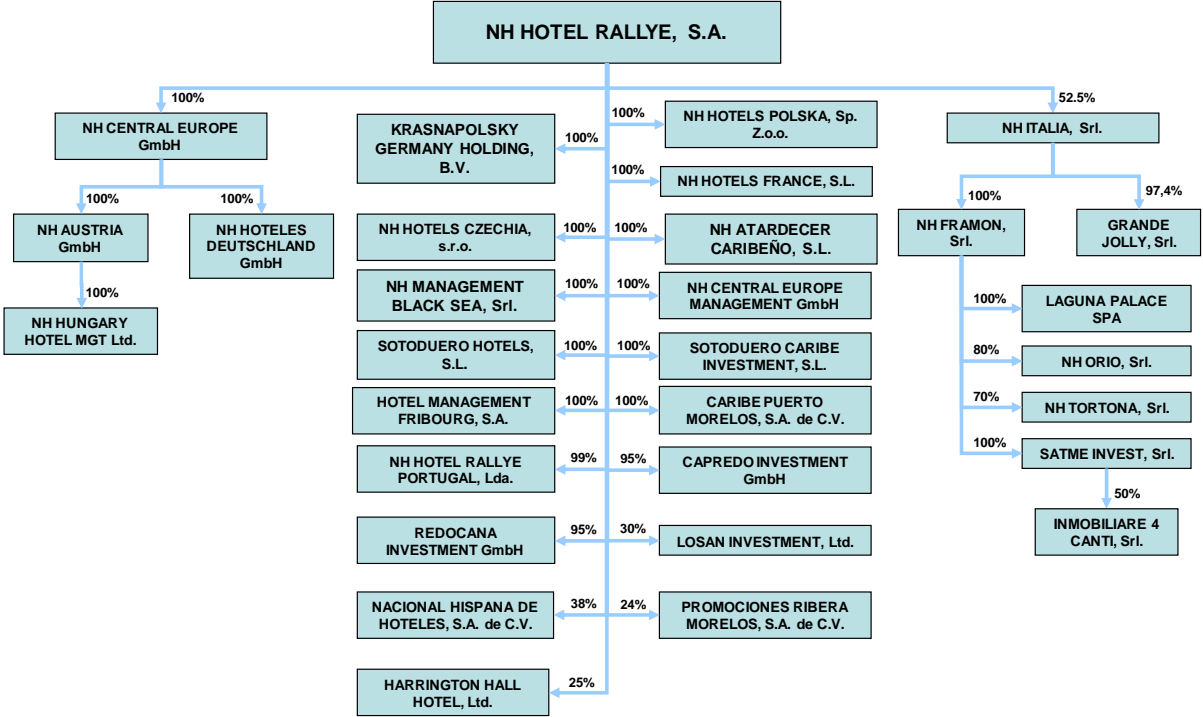 NH HOTEL RALLYE, S.A.
100%
NH CENTRAL EUROPE
GmbH
100%
NH AUSTRIA
GmbH
100%
NH HOTELES
DEUTSCHLAND
GmbH
100%
NH HUNGARY
HOTEL MGT Ltd.
100%
KRASNAPOLSKY
GERMANY HOLDING,
B.V.
100%
NH HOTELS POLSKA, Sp.
Z.o.o.
100%
NH HOTELS FRANCE, S.L.
100%
NH HOTELS CZECHIA,
s.r.o.
100%
NH ATARDECER
CARIBEÑO, S.L.
100%
NH MANAGEMENT
BLACK SEA, Srl.
100%
NH CENTRAL EUROPE
MANAGEMENT GmbH
100%
SOTODUERO HOTELS,
S.L.
100%
SOTODUERO CARIBE
INVESTMENT, S.L.
100%
HOTEL MANAGEMENT
FRIBOURG, S.A.
100%
CARIBE PUERTO
MORELOS, S.A. de C.V.
99%
NH HOTEL RALLYE
PORTUGAL, Lda.
95%
CAPREDO INVESTMENT
GmbH
95%
REDOCANA
INVESTMENT GmbH
30%
LOSAN INVESTMENT, Ltd.
38%
NACIONAL HISPANA DE
HOTELES, S.A. de C.V.
24%
PROMOCIONES RIBERA
MORELOS, S.A. de C.V.
25%
HARRINGTON HALL
HOTEL, Ltd.
52.5%
NH ITALIA, Srl.
100%
NH FRAMON,
Srl.
97,4%
GRANDE
JOLLY, Srl.
100%
LAGUNA PALACE
SPA
80%
NH ORIO, Srl.
70%
NH TORTONA, Srl.
100%
SATME INVEST, Srl.
50%
INMOBILIARE 4
CANTI, Srl.